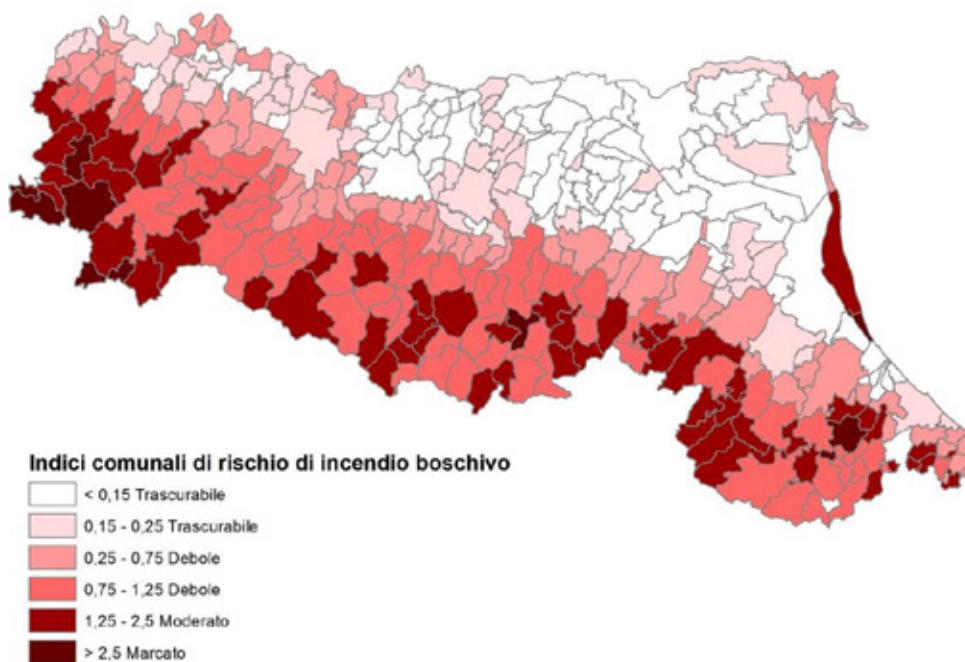 Indici comunali di rischio di incendio boschivo
< 0,15 Trascurabile
0,15 - 0,25 Trascurabile
0,25 - 0,75 Debole
0,75 - 1,25 Debole
1,25 - 2,5 Moderato
> 2,5 Marcato